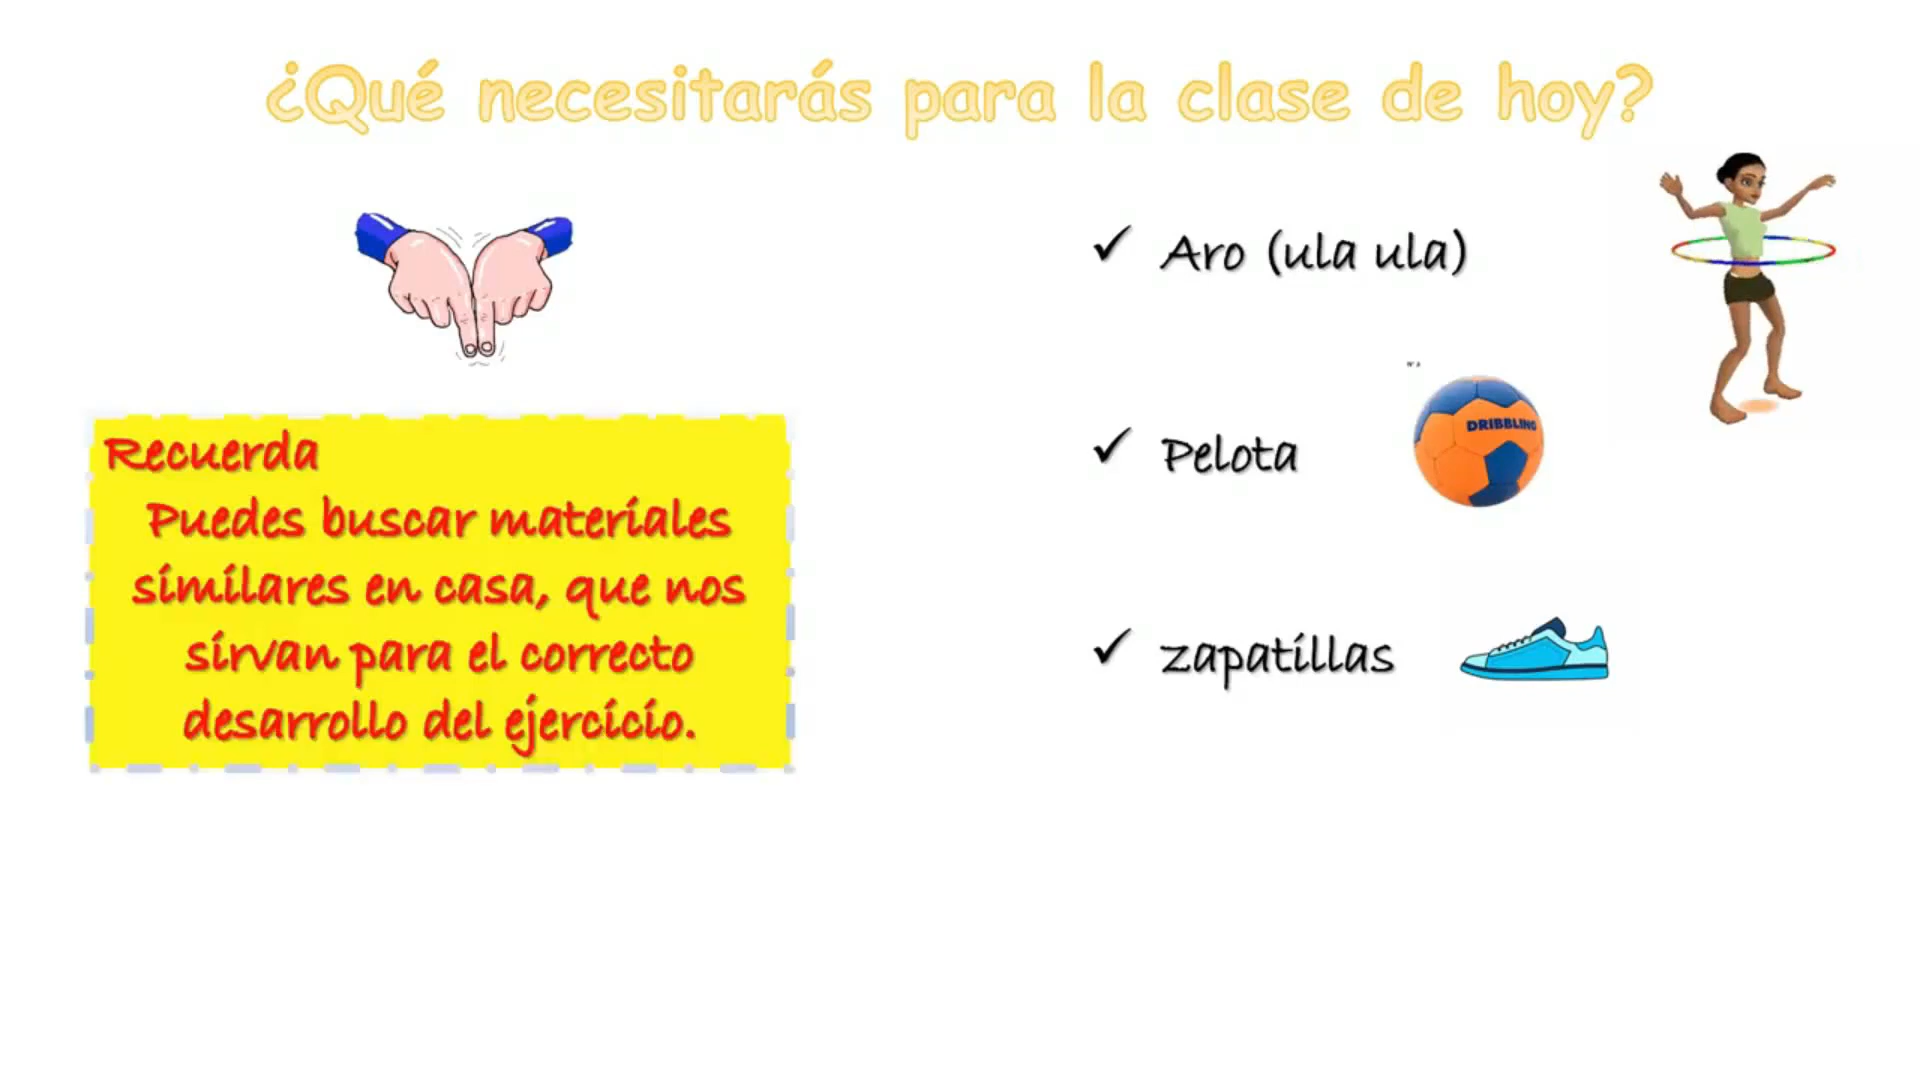 ¿Qué necesitarás para la clase de hoy?
Recuerda
Puedes buscar materiales
similares en casa, que nos
sirvan para el correcto
desarrollo del ejercicio.
✓ Aro (ula ula)
✓ Pelota
DRIBBLING
✓ zapatillas